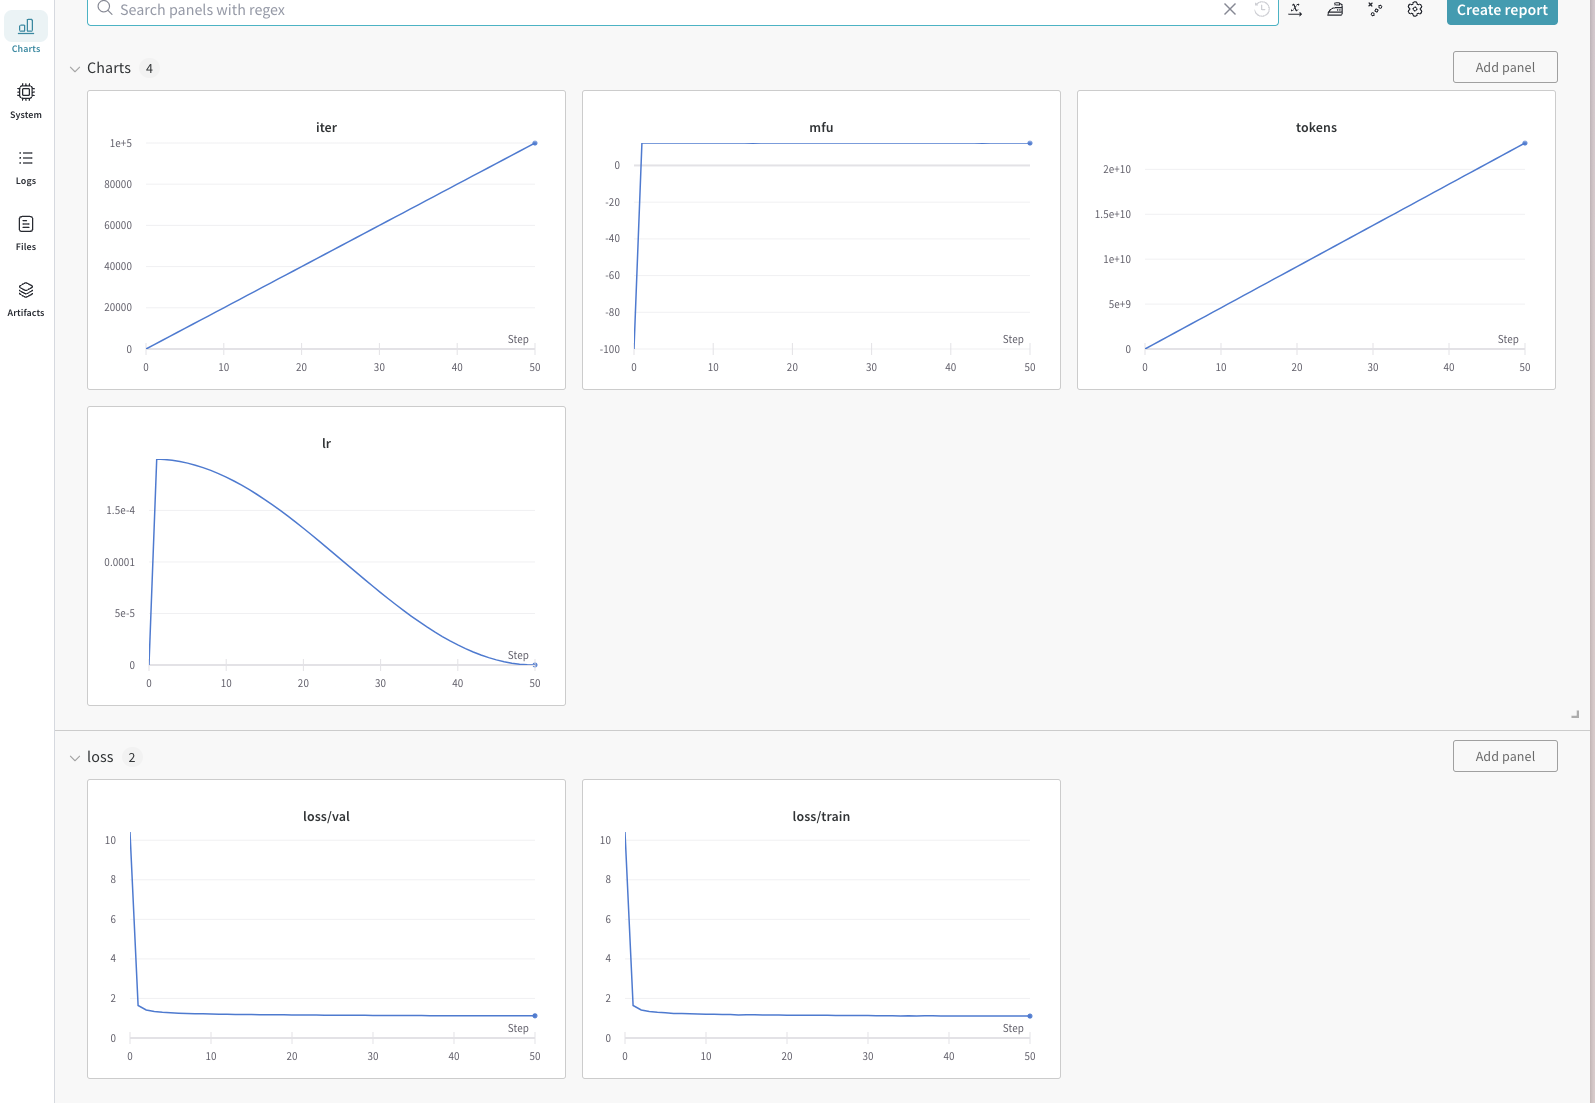 Search panels with regex
Create report
Charts
System
Logs
Files
Artifacts
Charts 4
Add panel
iter
1e+5
80000
60000
40000
20000
0
Step
0 10 20 30 40 50
mfu
0
-20
-40
-60
-80
-100
Step
0 10 20 30 40 50
tokens
2e+10
1.5e+10
1e+10
5e+9
0
Step
0 10 20 30 40 50
lr
1.5e-4
0.0001
5e-5
0
Step
0 10 20 30 40 50
loss 2
Add panel
loss/val
10
8
6
4
2
0
Step
0 10 20 30 40 50
loss/train
10
8
6
4
2
0
Step
0 10 20 30 40 50